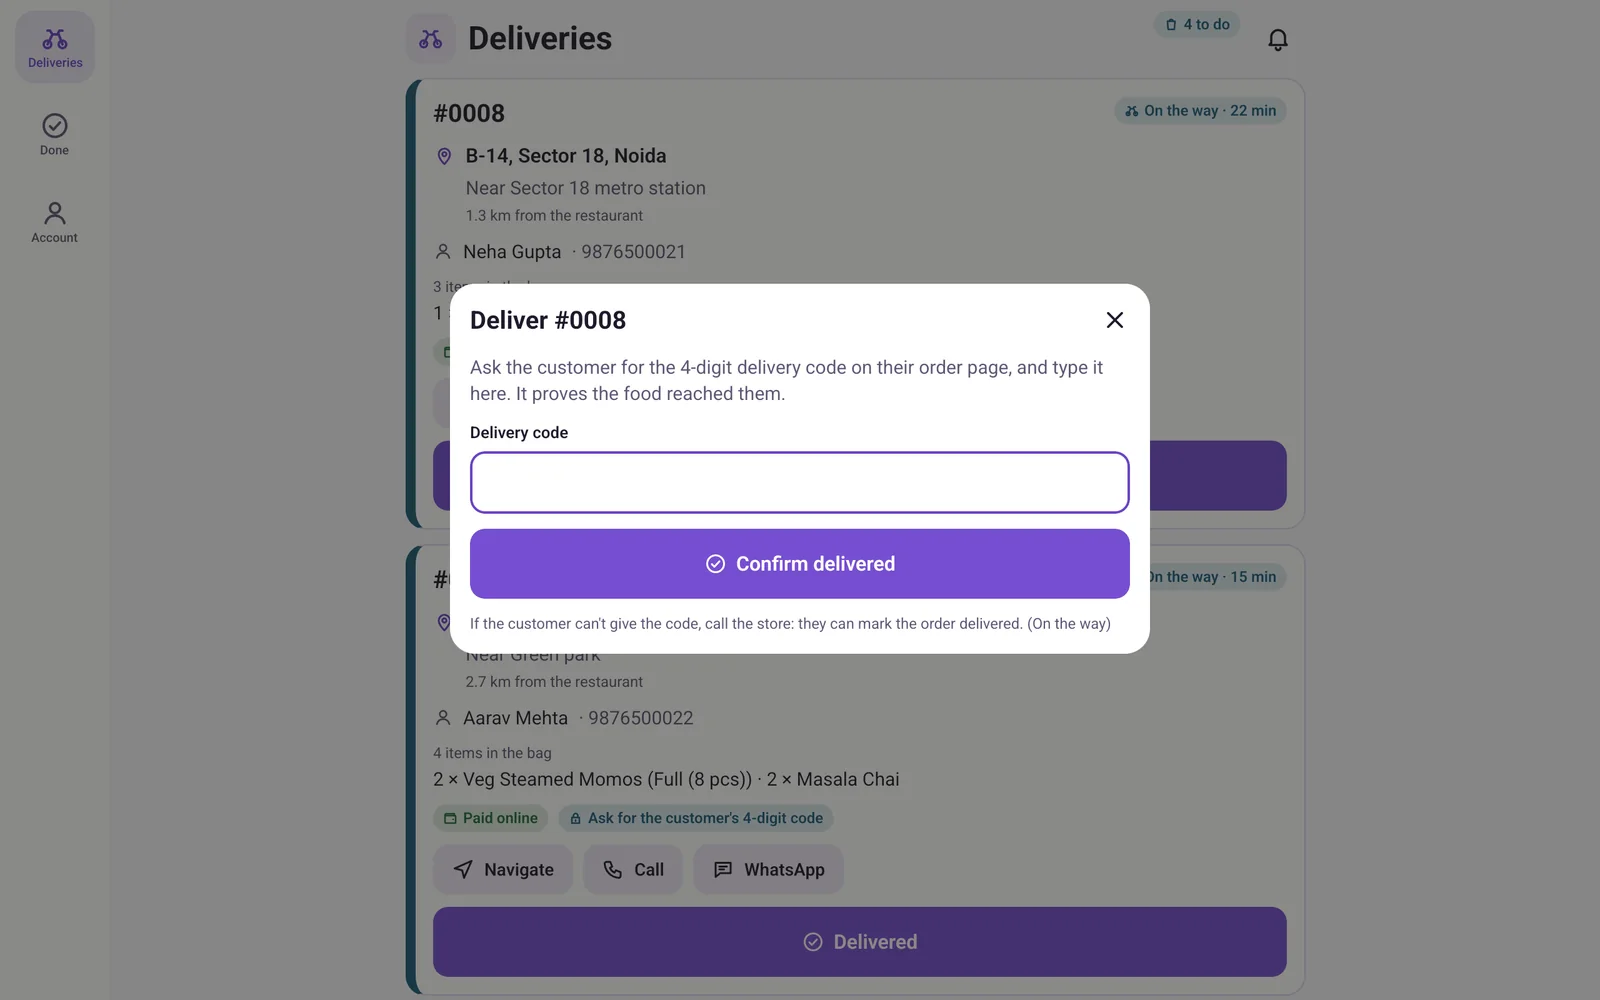 Deliveries
Done
Account
Deliveries
4 to do
#0008
On the way · 22 min
B-14, Sector 18, Noida
Near Sector 18 metro station
1.3 km from the restaurant
Neha Gupta · 9876500021
3
1
Deliver #0008
Ask the customer for the 4-digit delivery code on their order page, and type it
here. It proves the food reached them.
Delivery code
Confirm delivered
If the customer can't give the code, call the store: they can mark the order delivered. (On the way)
On the way · 15 min
Near Green park
2.7 km from the restaurant
Aarav Mehta · 9876500022
4 items in the bag
2 × Veg Steamed Momos (Full (8 pcs)) · 2 × Masala Chai
Paid online
Ask for the customer's 4-digit code
Navigate
Call
WhatsApp
Delivered